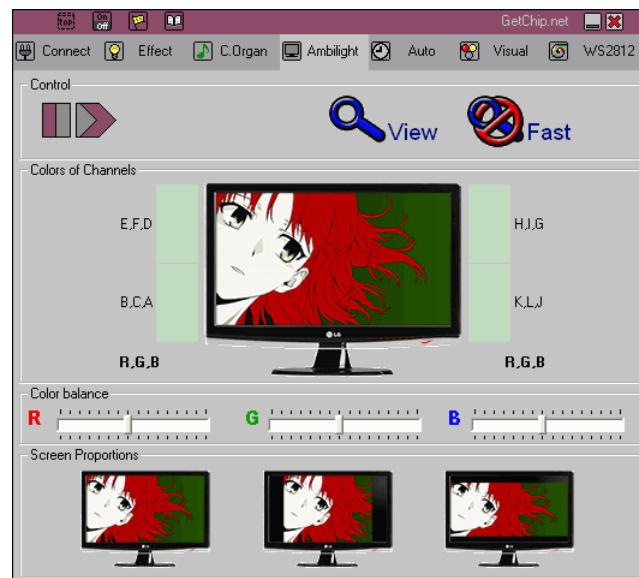 top On Off GetChip.net
Connect Effect C.Organ Ambilight Auto Visual WS2812
Control
View Fast
Colors of Channels
E,F,D H,I,G
B,C,A K,L,J
LG
R,G,B R,G,B
Color balance
R G B
Screen Proportions